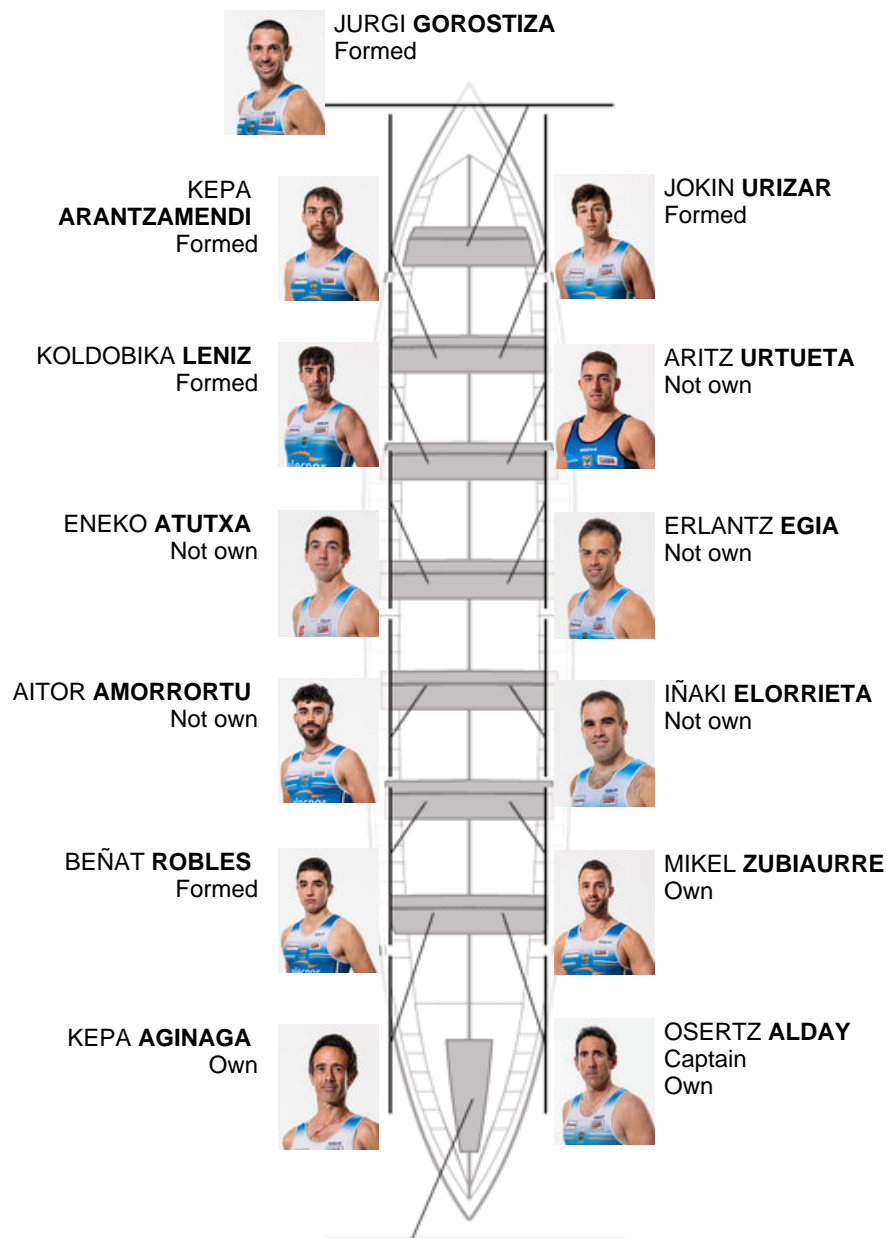 JURGI GOROSTIZA
Formed
KEPA
ARANTZAMENDI
Formed
JOKIN URIZAR
Formed
KOLDOBIKA LENIZ
Formed
ARITZ URTUETA
Not own
ENEKO ATUTXA
Not own
ERLANTZ EGIA
Not own
AITOR AMORRORTU
Not own
IÑAKI ELORRIETA
Not own
BEÑAT ROBLES
Formed
MIKEL ZUBIAURRE
Own
KEPA AGINAGA
Own
OSERTZ ALDAY
Captain
Own